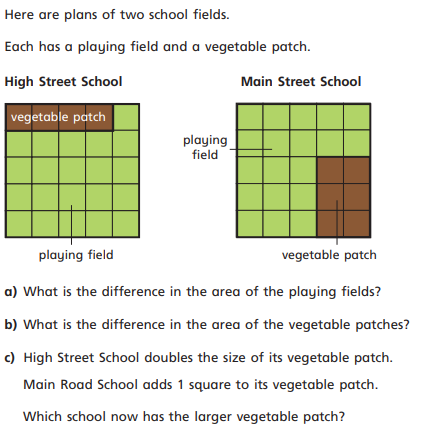 Here are plans of two school fields.
Each has a playing field and a vegetable patch.
High Street School
Main Street School
vegetable patch
playing
field
playing field
vegetable patch
a) What is the difference in the area of the playing fields?
b) What is the difference in the area of the vegetable patches?
c) High Street School doubles the size of its vegetable patch.
Main Road School adds 1 square to its vegetable patch.
Which school now has the larger vegetable patch?